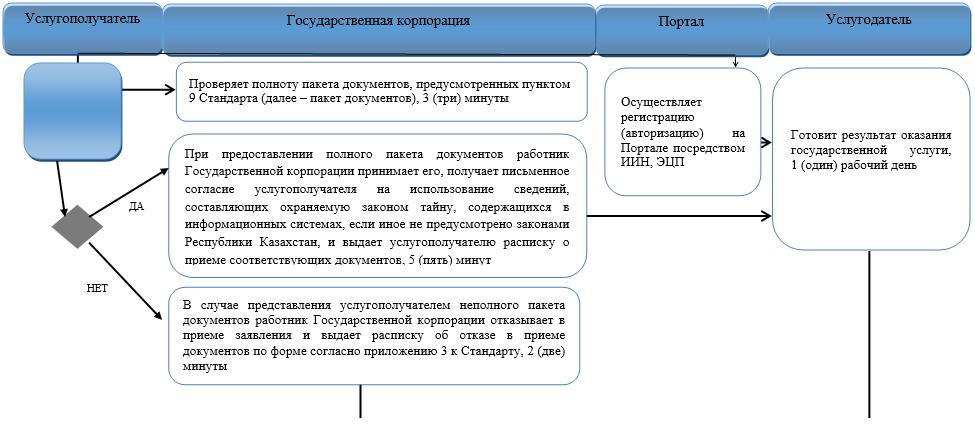 Услугополучатель
Государственная корпорация
Портал
Услугодатель
Проверяет полноту пакета документов, предусмотренных пунктом
9 Стандарта (далее – пакет документов), 3 (три) минуты
Осуществляет
регистрацию
(авторизацию) на
Портале посредством
ИИН, ЭЦП
Готовит результат оказания
государственной услуги,
1 (один) рабочий день
При предоставлении полного пакета документов работник
Государственной корпорации принимает его, получает письменное
согласие услугополучателя на использование сведений,
составляющих охраняемую законом тайну, содержащихся в
информационных системах, если иное не предусмотрено законами
Республики Казахстан, и выдает услугополучателю расписку о
приеме соответствующих документов, 5 (пять) минут
ДА
НЕТ
В случае представления услугополучателем неполного пакета
документов работник Государственной корпорации отказывает в
приеме заявления и выдает расписку об отказе в приеме
документов по форме согласно приложению 3 к Стандарту, 2 (две)
минуты